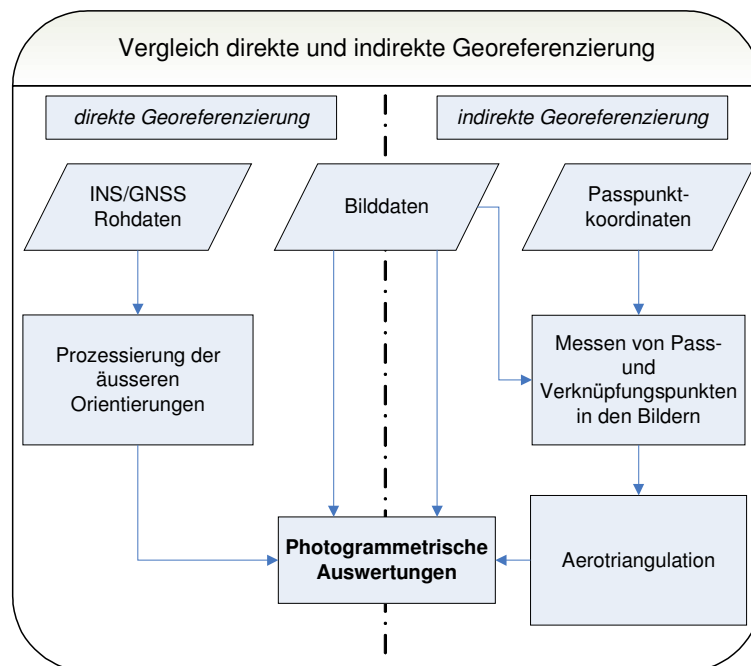 Vergleich direkte und indirekte Georeferenzierung
direkte Georeferenzierung
indirekte Georeferenzierung
INS/GNSS
Rohdaten
Bilddaten
Passpunkt-
koordinaten
Prozessierung der
äusseren
Orientierungen
Messen von Pass-
und
Verknüpfungspunkten
in den Bildern
Photogrammetrische
Auswertungen
Aerotriangulation